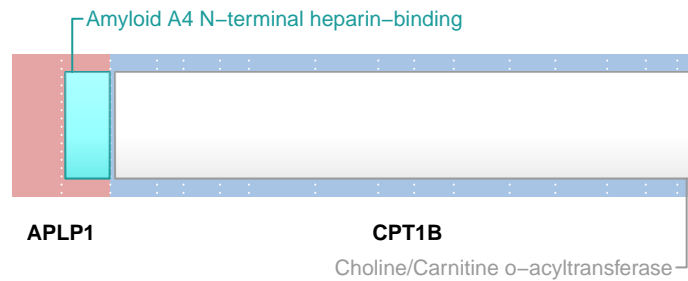 Amyloid A4 N−terminal heparin−binding
APLP1
CPT1B
Choline/Carnitine o−acyltransferase